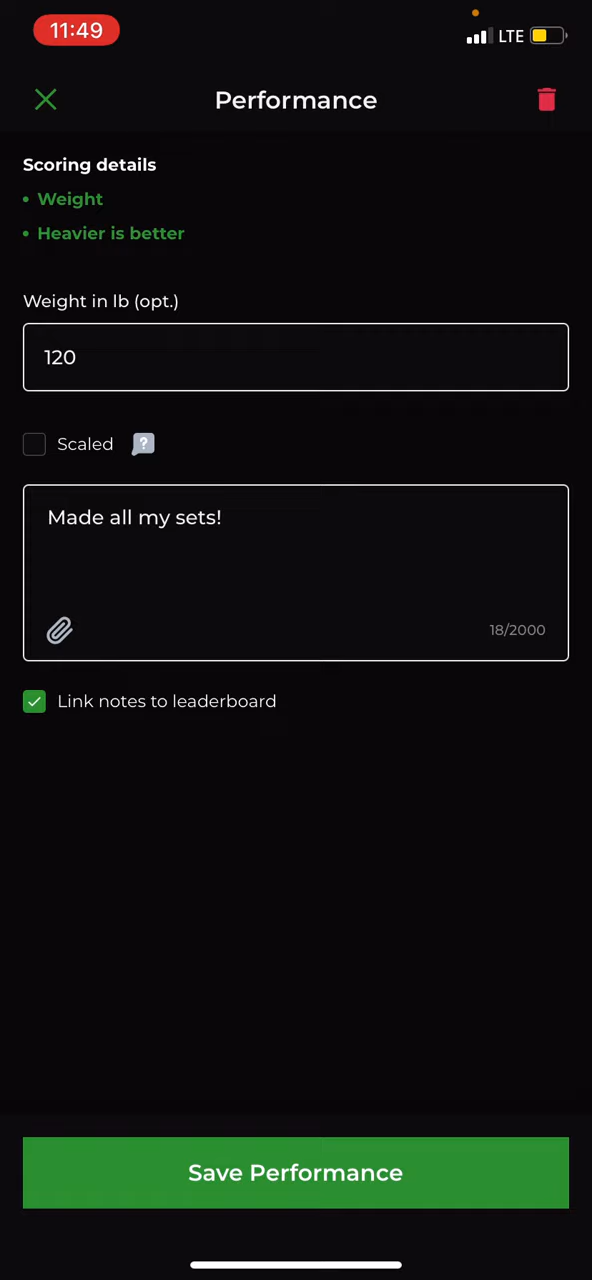 11:49
LTE
Performance
Scoring details
• Weight
• Heavier is better
Weight in lb (opt.)
120
Scaled ?
Made all my sets!
18/2000
Link notes to leaderboard
Save Performance